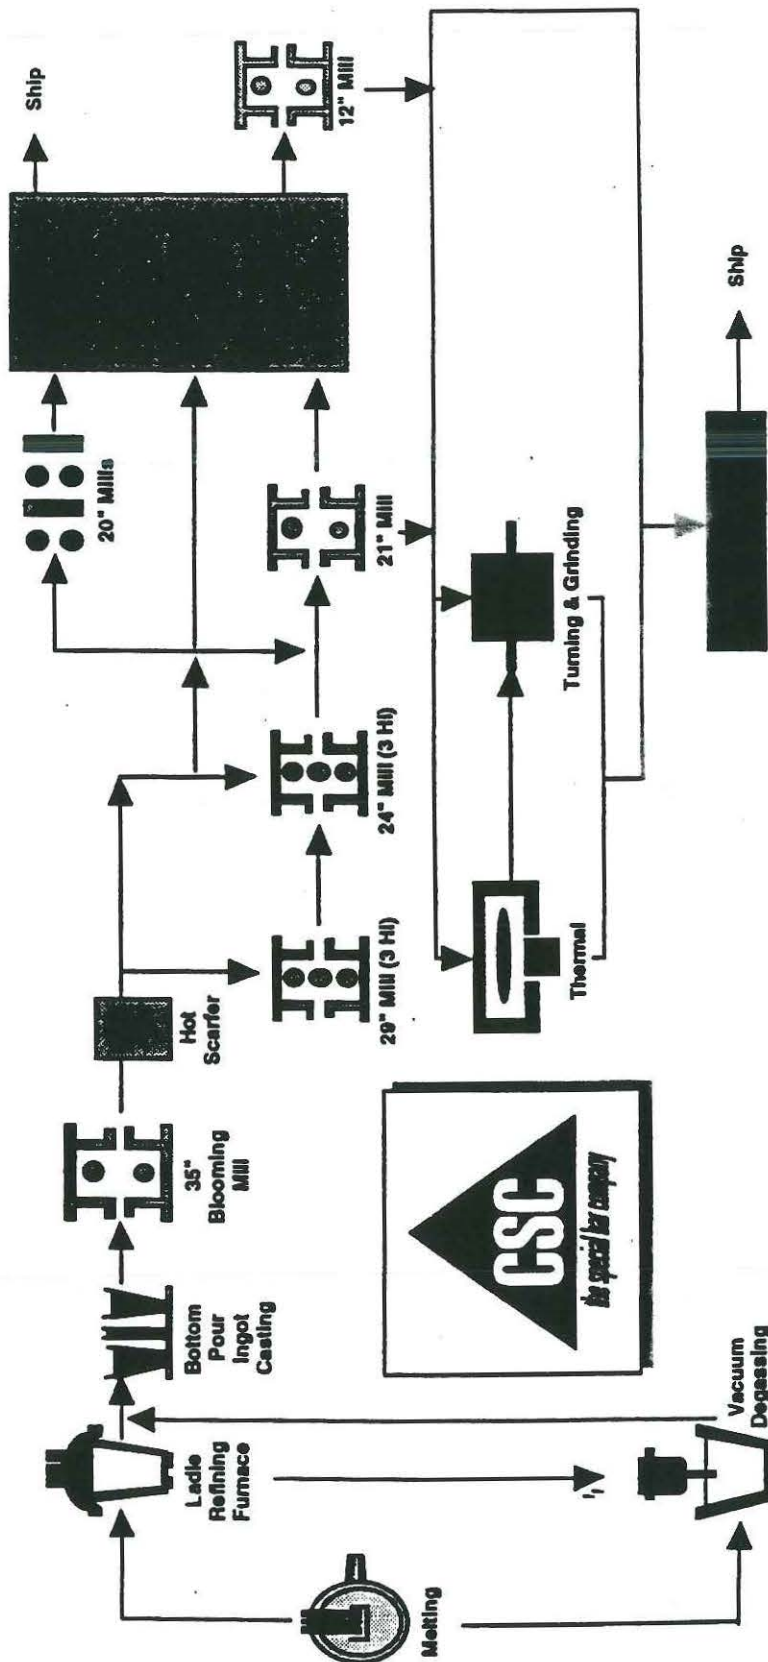 Melting
Ladle
Refining
Furnace
Vacuum
Degassing
Bottom
Pour
Ingot
Casting
35"
Blooming
Mill
Hot
Scarfer
29" Mill (3 HI)
24" Mill (3 HI)
20" Mills
21" Mill
12" Mill
Ship
Thermal
Turning & Grinding
Ship
CSC
the special bar company